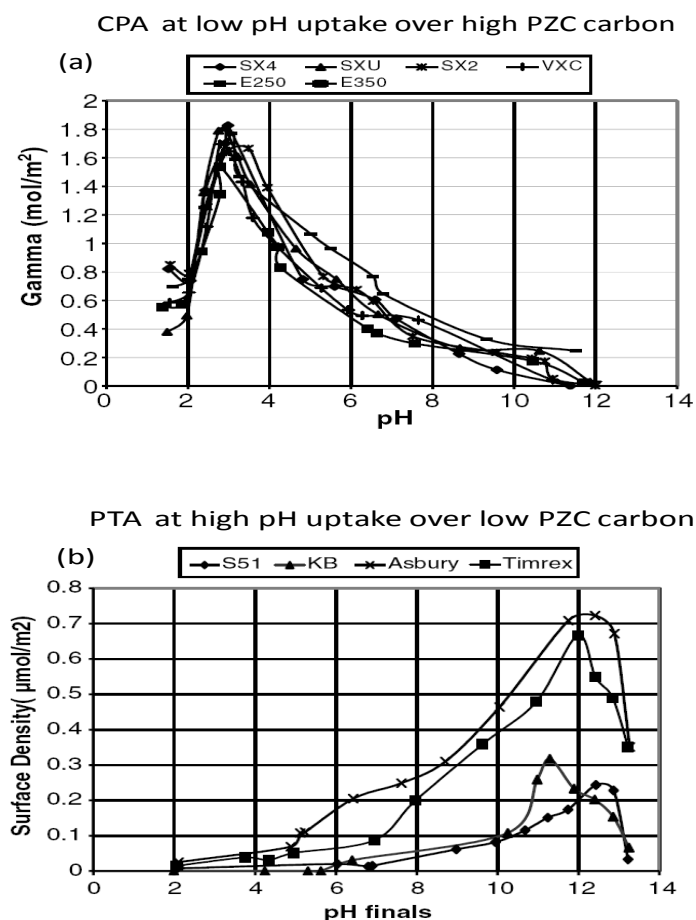 CPA at low pH uptake over high PZC carbon
(a)
SX4 SXU SX2 VXC
E250 E350
2
1.8
1.6
1.4
1.2
1
0.8
0.6
0.4
0.2
0
Gamma (mol/m²)
0 2 4 6 8 10 12 14
pH
PTA at high pH uptake over low PZC carbon
(b)
S51 KB Asbury Timrex
0.8
0.7
0.6
0.5
0.4
0.3
0.2
0.1
0
Surface Density( μmol/m2)
0 2 4 6 8 10 12 14
pH finals